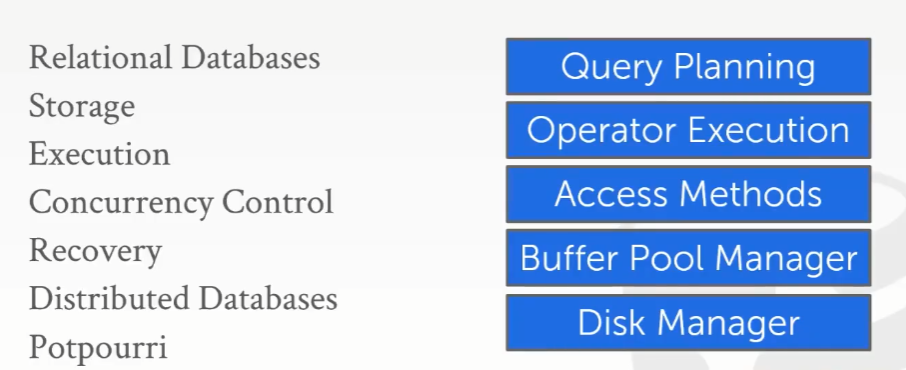 Relational Databases
Storage
Execution
Concurrency Control
Recovery
Distributed Databases
Potpourri
Query Planning
Operator Execution
Access Methods
Buffer Pool Manager
Disk Manager